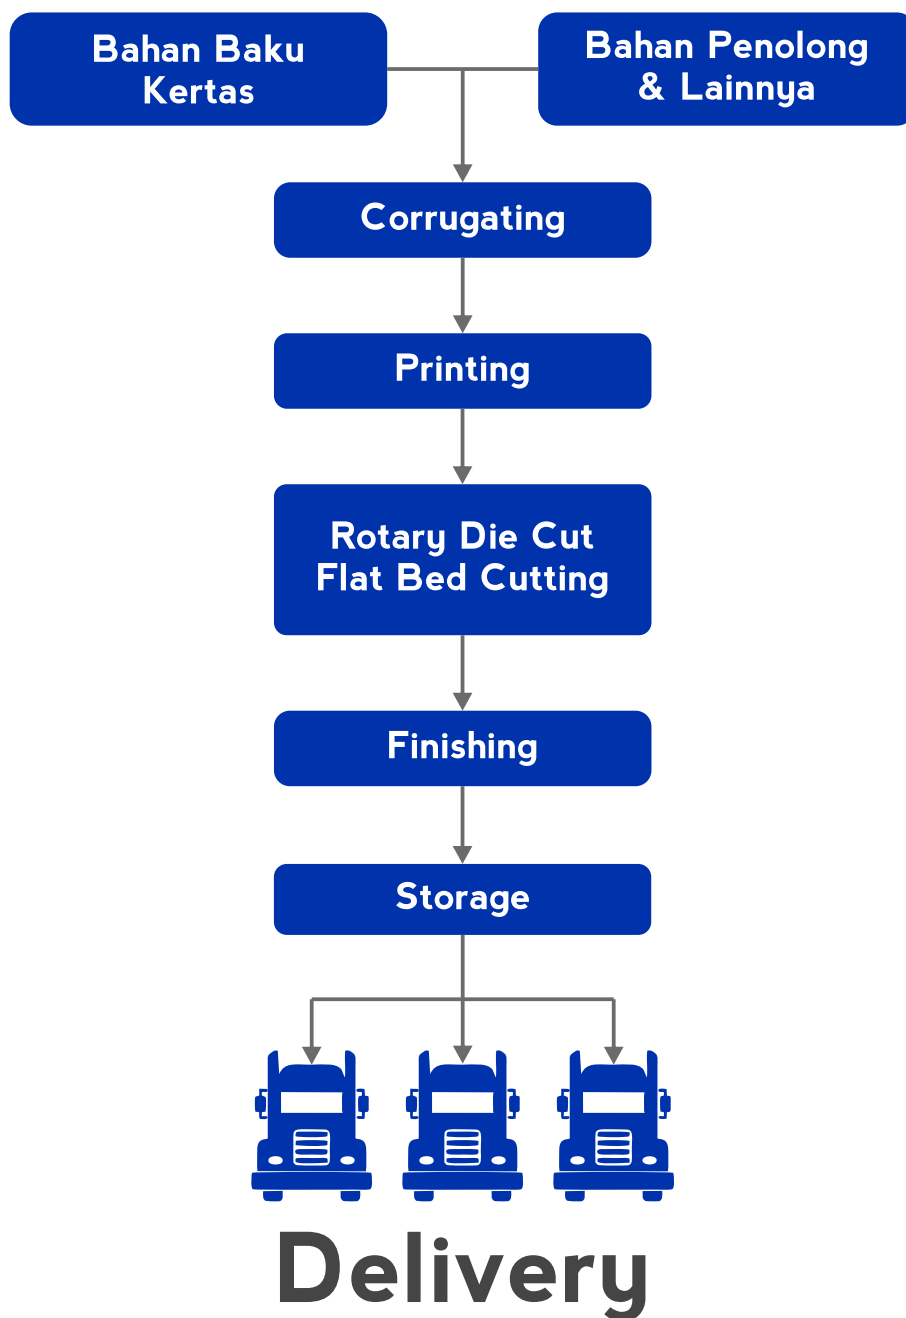 Bahan Baku
Kertas
Bahan Penolong
& Lainnya
Corrugating
Printing
Rotary Die Cut
Flat Bed Cutting
Finishing
Storage
Delivery